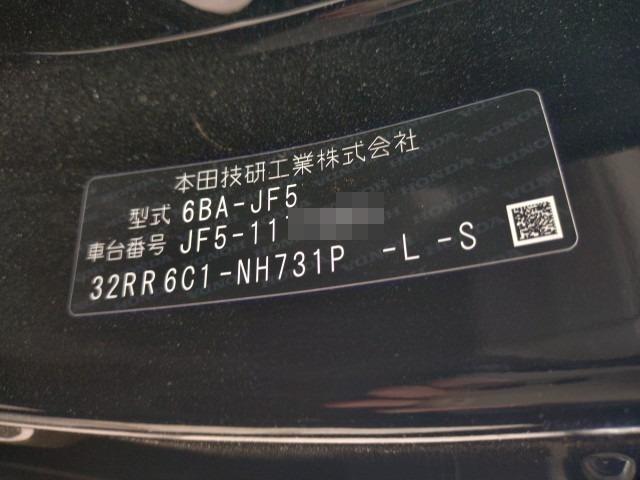 本田技研工業株式会社
型式 6BA-JF5
車台番号 JF5-11
32RR6C1-NH731P -L -S